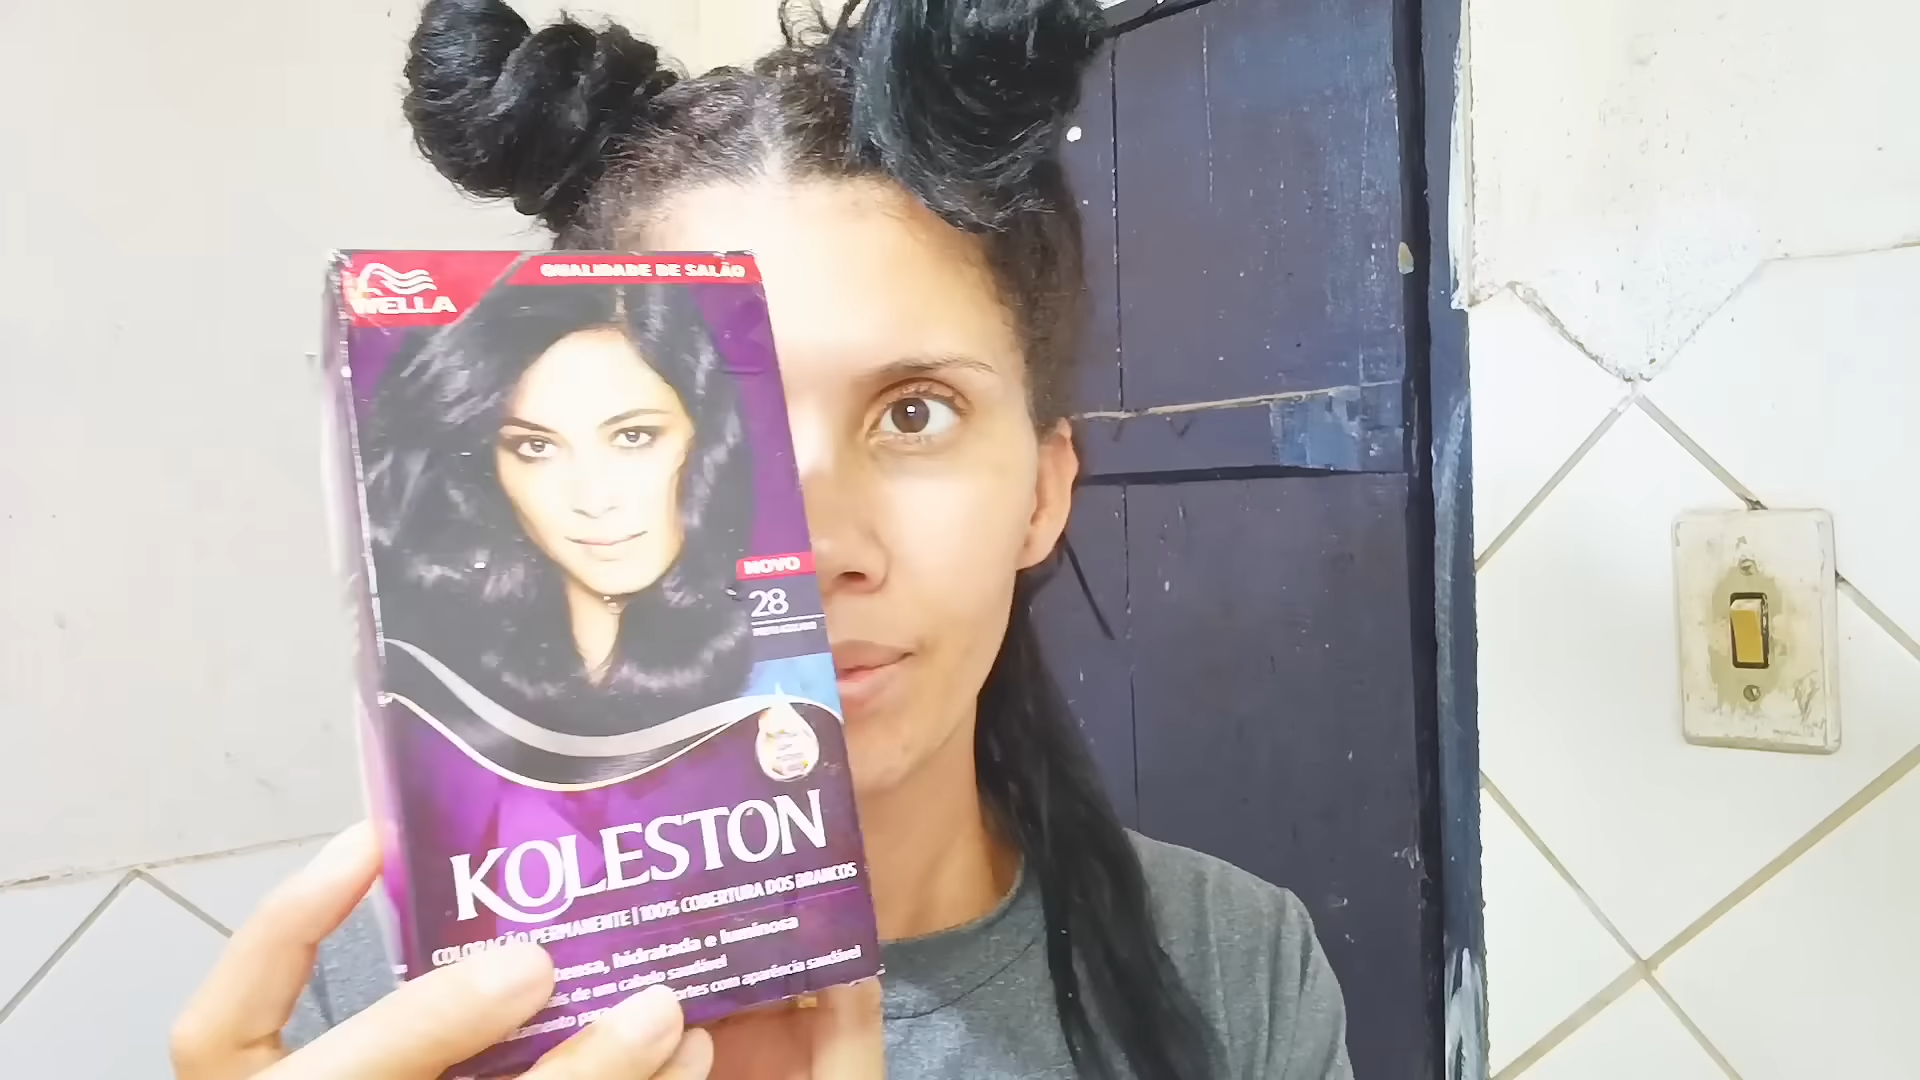 WELLA
QUALIDADE DE SALÃO
NOVO
28
KOLESTON
COLORAÇÃO PERMANENTE | 100% COBERTURA DOS BRANCOS
hidratada e luminosa
de um cabelo saudável
com aparência saudável